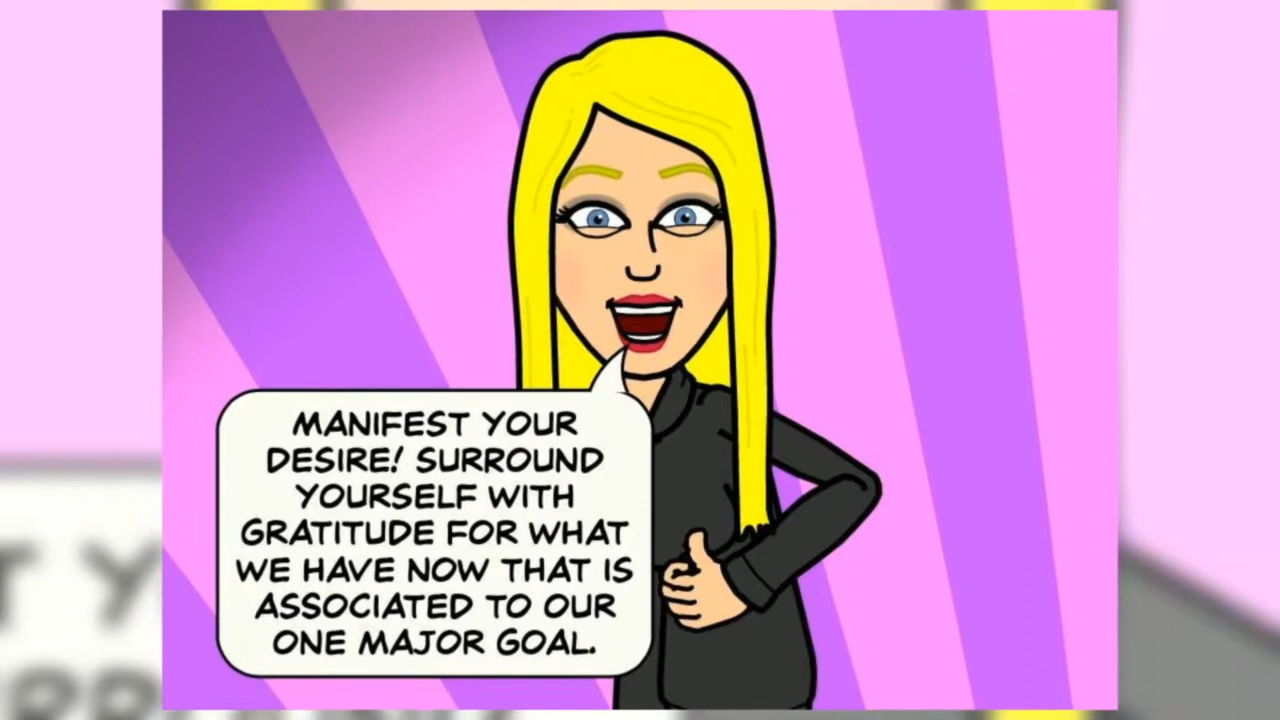 MANIFEST YOUR
DESIRE! SURROUND
YOURSELF WITH
GRATITUDE FOR WHAT
WE HAVE NOW THAT IS
ASSOCIATED TO OUR
ONE MAJOR GOAL.